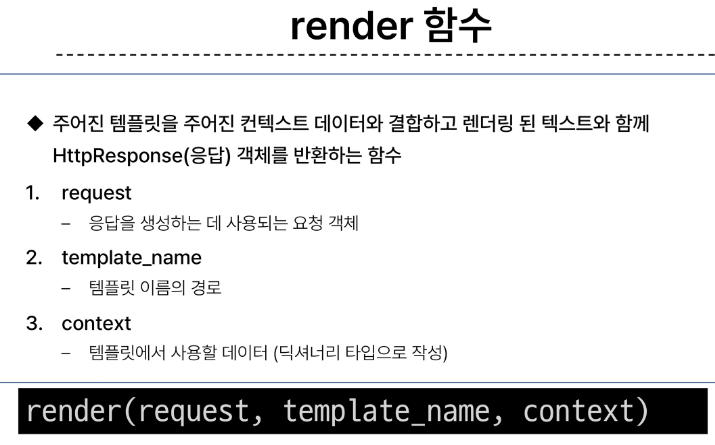 render 함수
◆ 주어진 템플릿을 주어진 컨텍스트 데이터와 결합하고 렌더링 된 텍스트와 함께
HttpResponse(응답) 객체를 반환하는 함수
1. request
– 응답을 생성하는 데 사용되는 요청 객체
2. template_name
– 템플릿 이름의 경로
3. context
– 템플릿에서 사용할 데이터 (딕셔너리 타입으로 작성)
render(request, template_name, context)